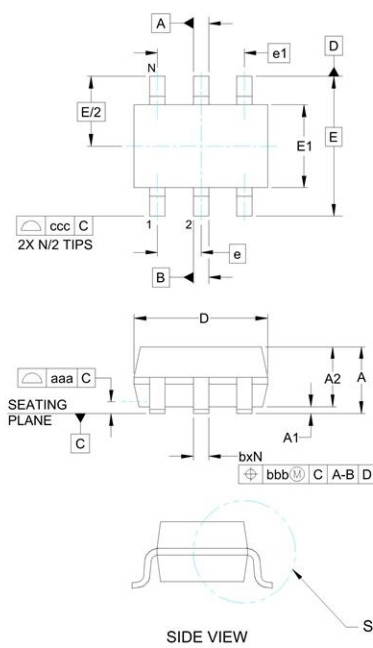 A
N
e1
D
E/2
E1
E
ccc C
2X N/2 TIPS
1
2
e
B
D
aaa C
SEATING
PLANE
C
A2
A
A1
bxN
bbb Ⓜ C A-B D
S
SIDE VIEW